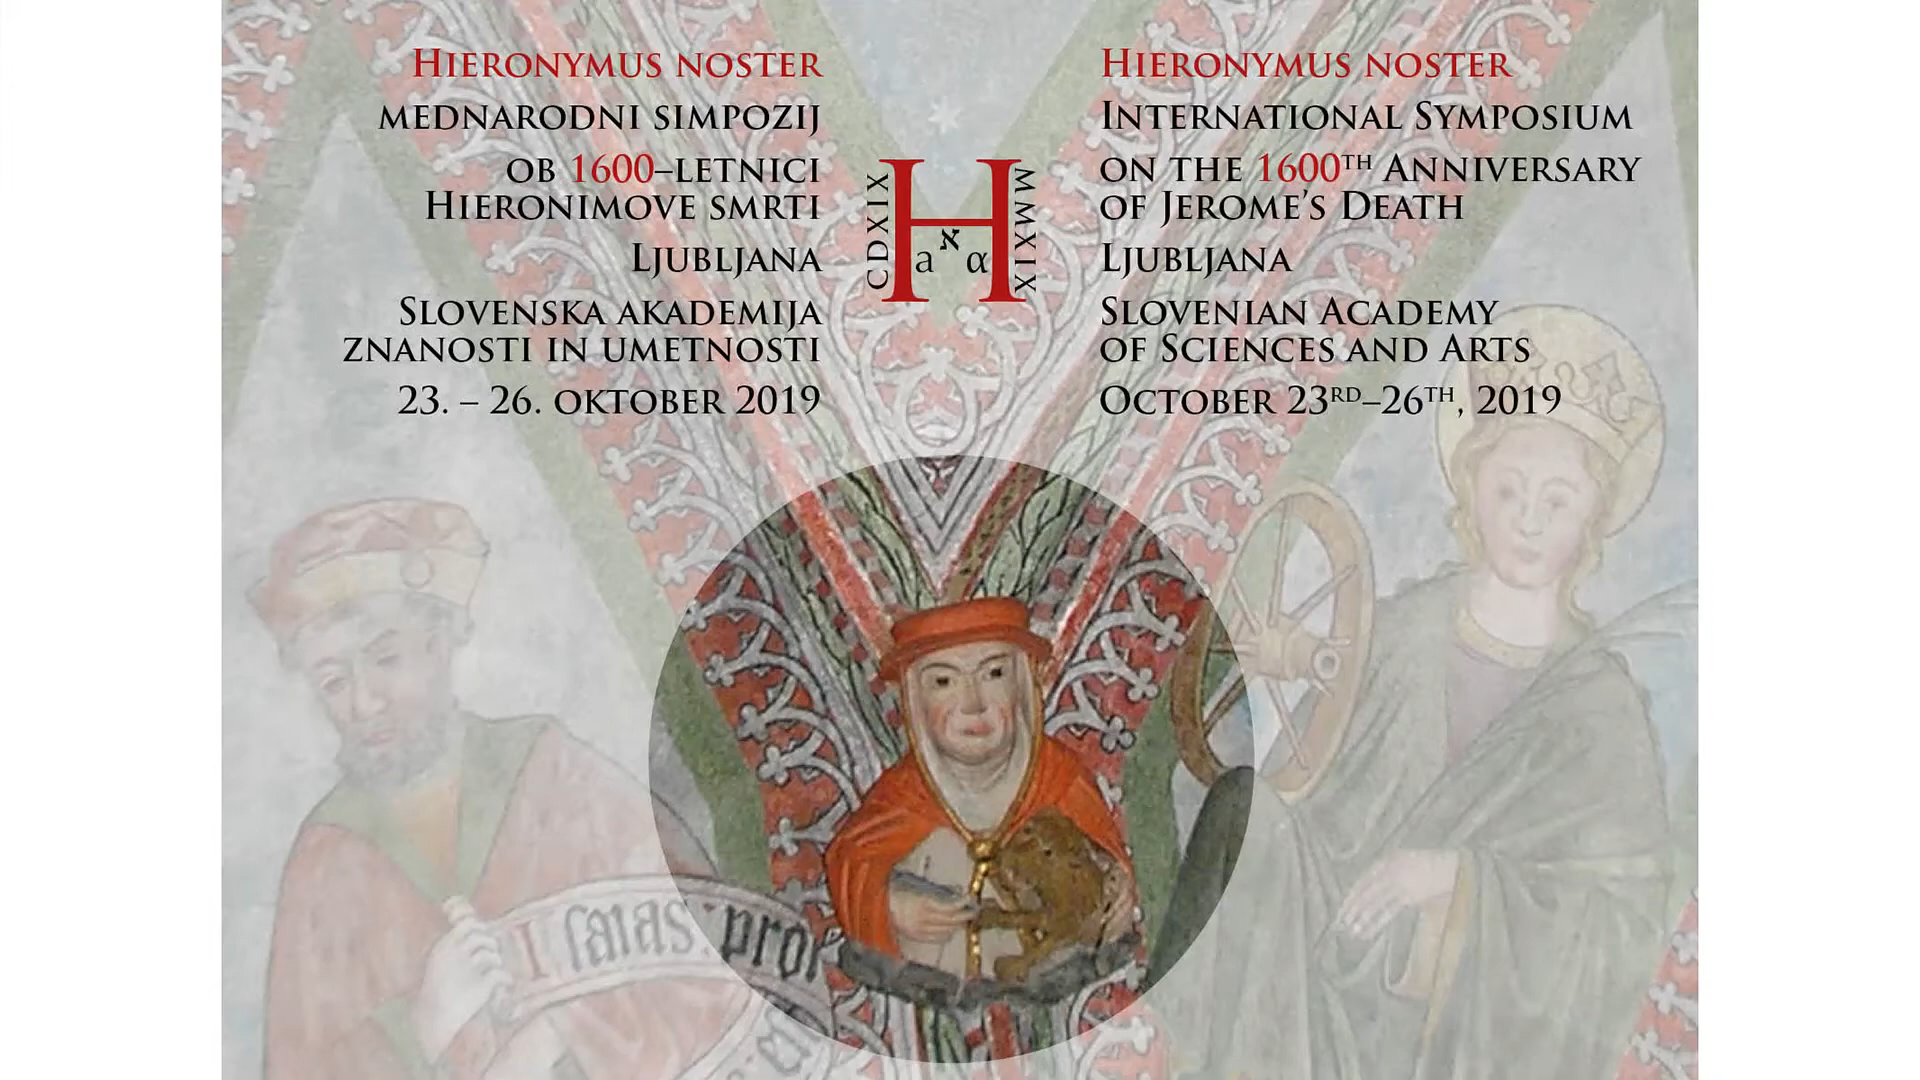 HIERONYMUS NOSTER
MEDNARODNI SIMPOZIJ
OB 1600–LETNICI
HIERONIMOVE SMRTI
LJUBLJANA
SLOVENSKA AKADEMIJA
ZNANOSTI IN UMETNOSTI
23. – 26. OKTOBER 2019
CDXIX
H
a א α
MMXIX
HIERONYMUS NOSTER
INTERNATIONAL SYMPOSIUM
ON THE 1600TH ANNIVERSARY
OF JEROME’S DEATH
LJUBLJANA
SLOVENIAN ACADEMY
OF SCIENCES AND ARTS
OCTOBER 23RD–26TH, 2019